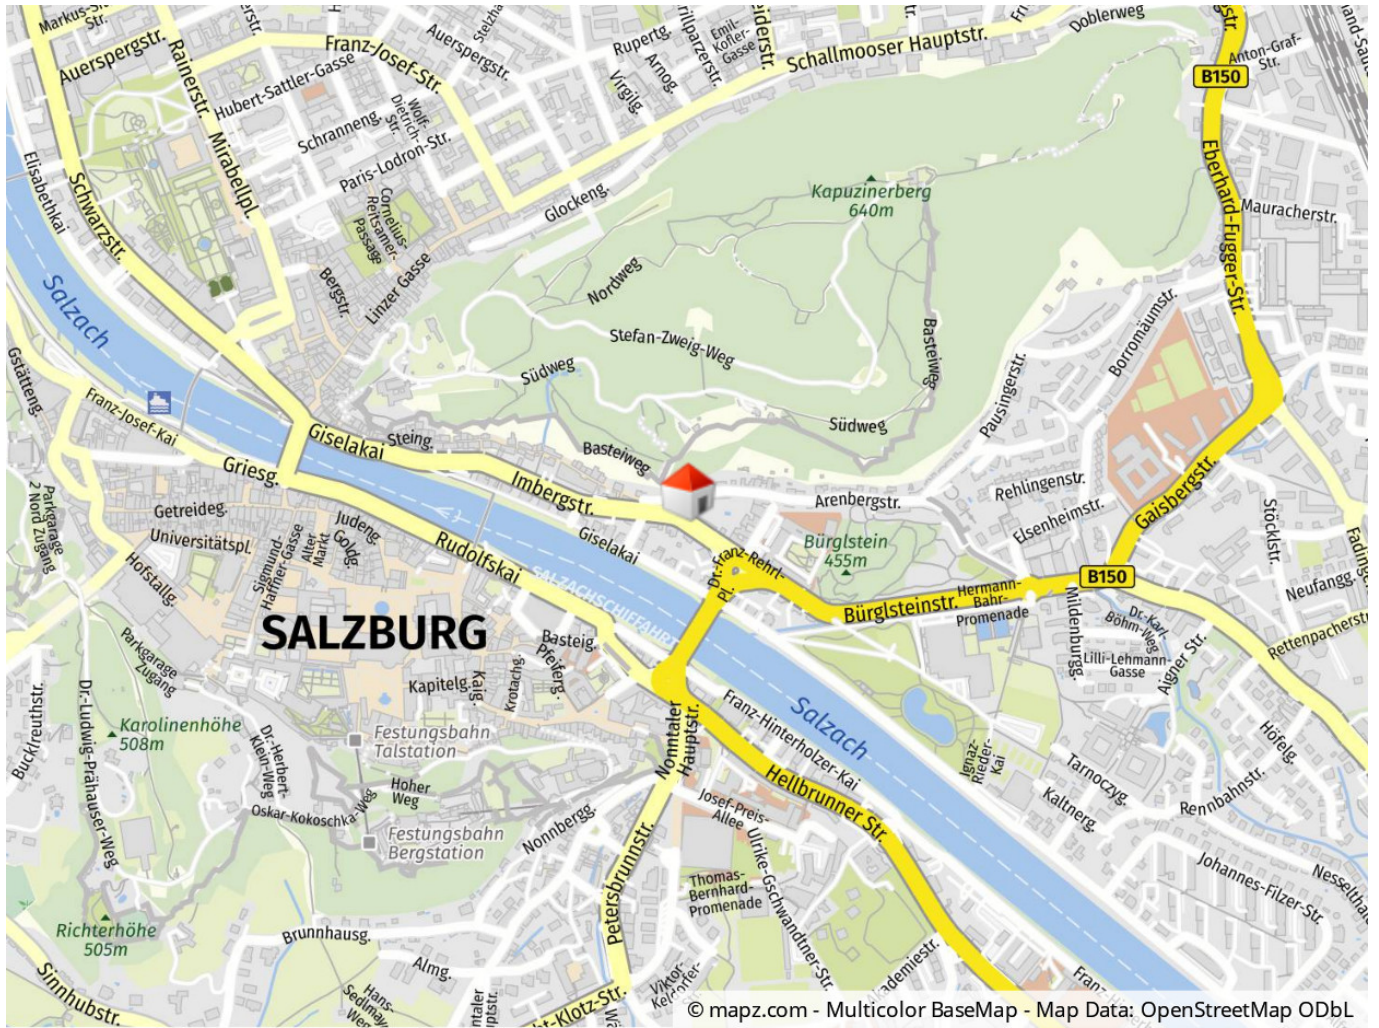 Markus-Si
Str.
Auerspergstr.
Rainerstr.
Franz-Josef-Str.
Auerspergstr.
Hubert-Sattler-Gasse
Schranneng.
Wolf-
Dietrich-
Str.
Paris-Lodron-Str.
Mirabellpl.
Cornelius-
Reitsamer-
Passage
Rupertg.
Arnog.
Virgilg.
Emil-
Kofler-
Gasse
Schallmooser Hauptstr.
Doblerweg
B150
Anton-Graf-
Str.
Elisabethkai
Schwarzstr.
Salzach
Glockeng.
Linzer Gasse
Bergstr.
Kapuzinerberg
640m
Nordweg
Stefan-Zweig-Weg
Südweg
Basteiweg
Südweg
Eberhard-Fugger-Str.
Mauracherstr.
Borromäumstr.
Pausingerstr.
Gstätteng.
Franz-Josef-Kai
Griesg.
Giselakai
Steing.
Basteiweg
Imbergstr.
Arenbergstr.
Rehlingenstr.
Elsenheimstr.
Gaisbergstr.
Stöcklstr.
Neufangg.
Rettenpacherstr
Parkgarage
2 Nord Zugang
Getreideg.
Universitätspl.
Sigmund-
Haffner-Gasse
Alter
Markt
Judeng.
Goldg.
Hofstallg.
Rudolfskai
Giselakai
SALZACHSCHIFFAHRT
Dr.-Franz-Rehrl-
Pl.
Bürglstein
455m
Bürglsteinstr.
Hermann-
Bahr-
Promenade
B150
Mildenburgg.
Dr.-Karl-
Böhm-Weg
Lilli-Lehmann-
Gasse
Aigner Str.
SALZBURG
Basteig.
Pfeiferg.
Kapitelg.
Kaig.
Krotachg.
Parkgarage
Zugang
Bucklreuthstr.
Dr.-Ludwig-Prähauser-Weg
Karolinenhöhe
508m
Dr.-Herbert-
Klein-Weg
Festungsbahn
Talstation
Hoher
Weg
Oskar-Kokoschka-Weg
Festungsbahn
Bergstation
Nonnbergg.
Nonntaler
Hauptstr.
Franz-Hinterholzer-Kai
Salzach
Hellbrunner Str.
Ignaz-
Rieder-
Kai
Tarnoczyg.
Kaltnerg.
Höfelg.
Rennbahnstr.
Johannes-Filzer-Str.
Josef-Preis-
Allee
Ulrike-Gschwandtner-Str.
Thomas-
Bernhard-
Promenade
Petersbrunnstr.
Richterhöhe
505m
Brunnhausg.
Almg.
Sinnhubstr.
© mapz.com - Multicolor BaseMap - Map Data: OpenStreetMap ODbL